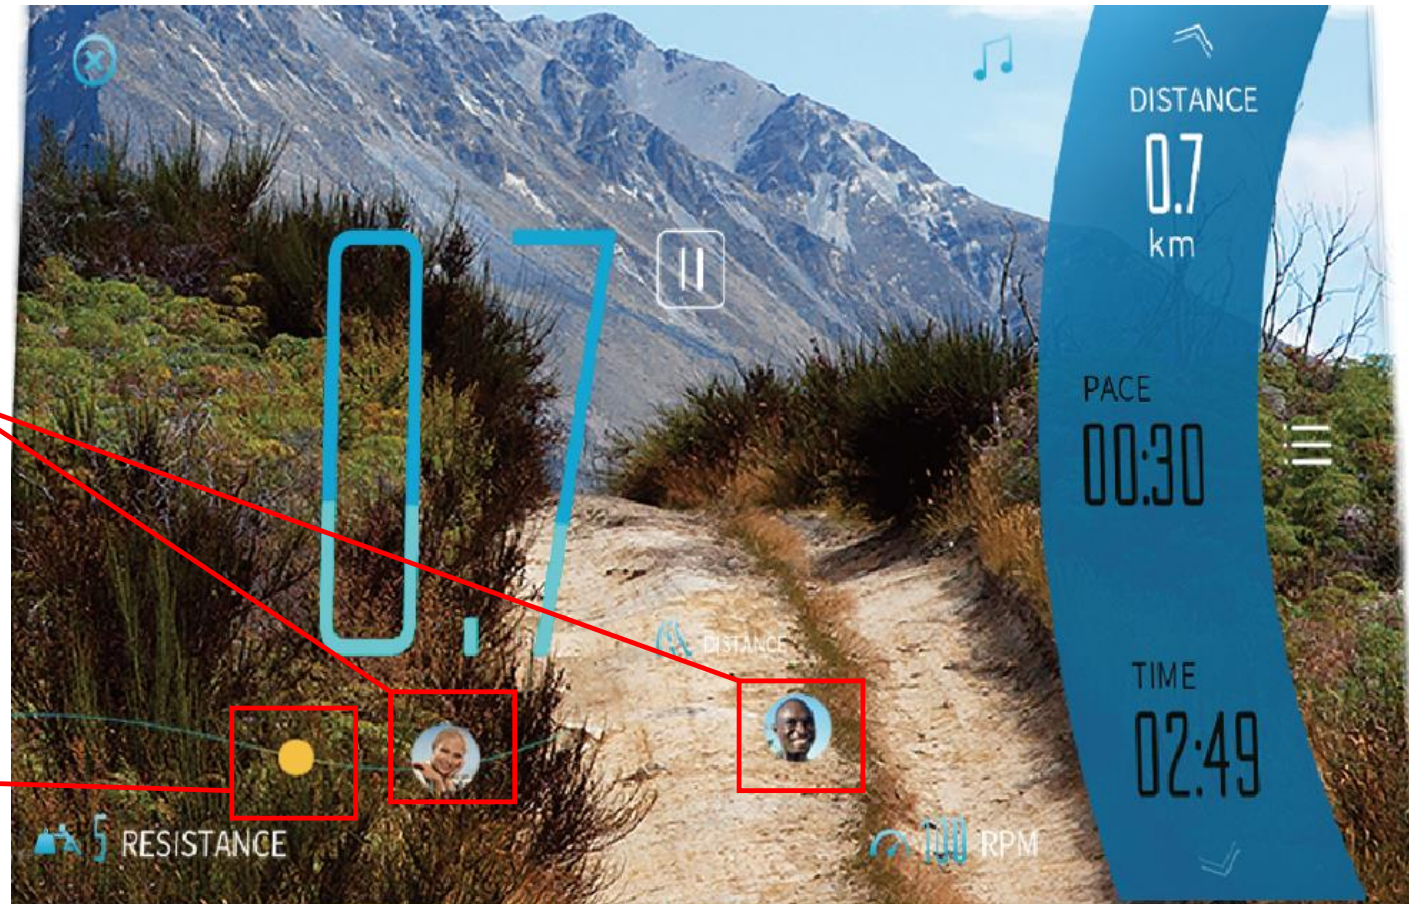 DISTANCE
0.7
km
0.7
PACE
00:30
DISTANCE
TIME
02:49
5 RESISTANCE
100 RPM